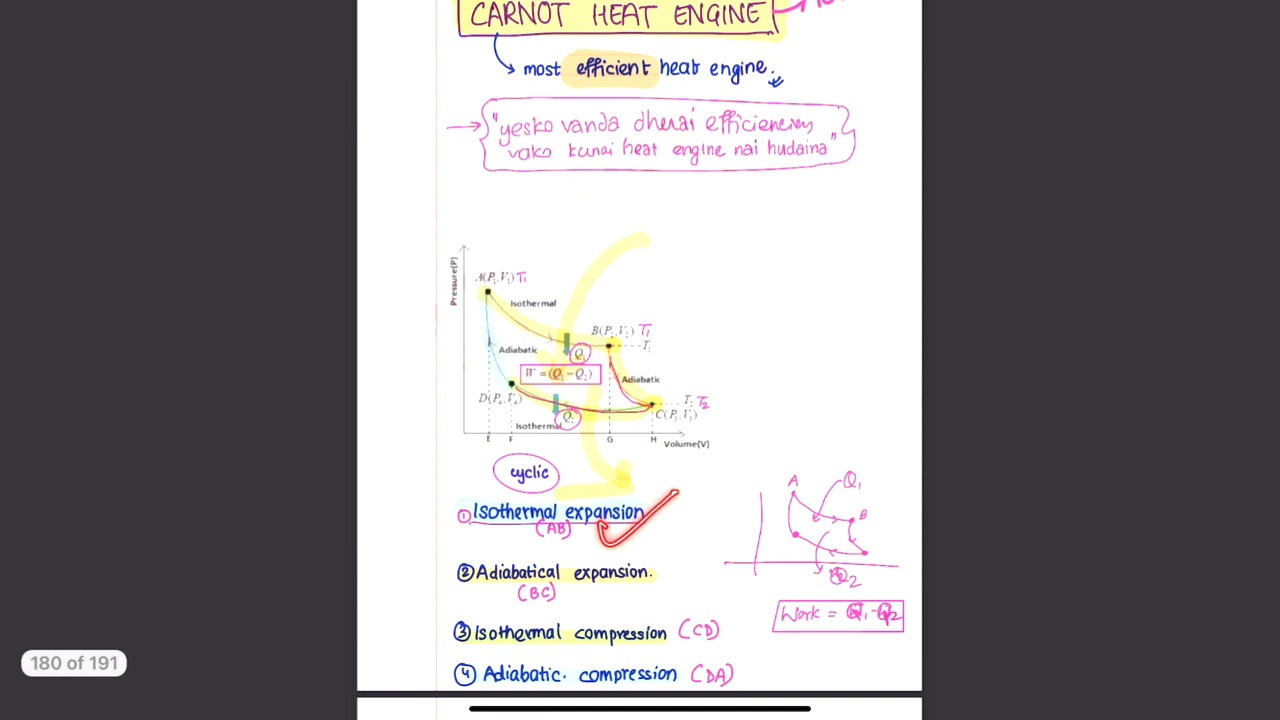 CARNOT HEAT ENGINE
most efficient heat engine.
"yesko vanda dherai efficiencey
vako kunai heat engine nai hudaina"
Pressure(P)
A(P₁,V₁) T₁
Isothermal
B(P₂,V₂) T₁
T₁
Q₁
Adiabatic
W = (Q₁ - Q₂)
Adiabatic
D(P₄,V₄)
T₂ T₂
C(P₃,V₃)
Q₂
Isothermal
E F G H Volume(V)
cyclic
① Isothermal expansion
(AB)
② Adiabatical expansion.
(BC)
③ Isothermal compression (CD)
④ Adiabatic. compression (DA)
A Q₁
B
Q₂
Work = Q₁-Q₂
180 of 191